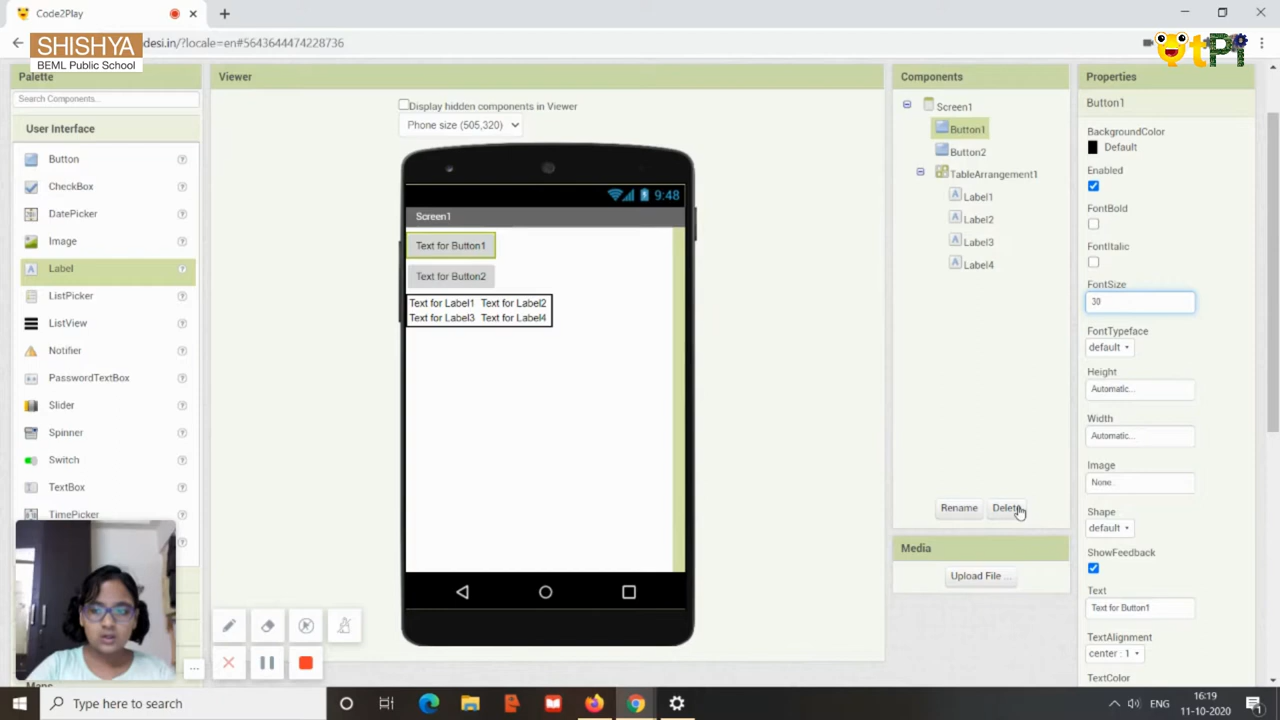 Code2Play
desi.in/?locale=en#5643644474228736
SHISHYA
BEML Public School
OtPi
Palette
Search Components...
User Interface
Button
CheckBox
DatePicker
Image
Label
ListPicker
ListView
Notifier
PasswordTextBox
Slider
Spinner
Switch
TextBox
TimePicker
Viewer
Display hidden components in Viewer
Phone size (505,320)
9:48
Screen1
Text for Button1
Text for Button2
Text for Label1 Text for Label2
Text for Label3 Text for Label4
Components
Screen1
Button1
Button2
TableArrangement1
Label1
Label2
Label3
Label4
Rename
Delete
Media
Upload File ...
Properties
Button1
BackgroundColor
Default
Enabled
FontBold
FontItalic
FontSize
30
FontTypeface
default
Height
Automatic...
Width
Automatic...
Image
None...
Shape
default
ShowFeedback
Text
Text for Button1
TextAlignment
center : 1
TextColor
Type here to search
ENG
16:19
11-10-2020
1